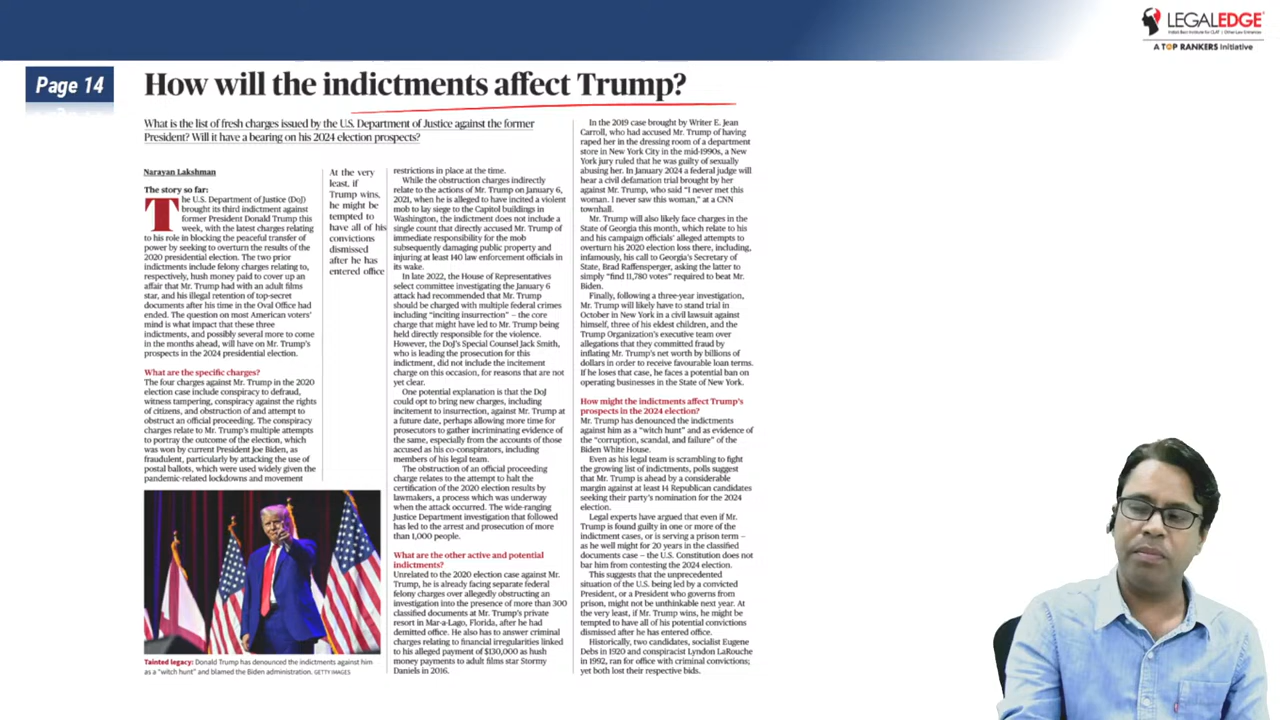 LEGALEDGE
India's Best Institute for CLAT | Other Law Entrances
A TOP RANKERS Initiative
Page 14
How will the indictments affect Trump?
What is the list of fresh charges issued by the U.S. Department of Justice against the former
President? Will it have a bearing on his 2024 election prospects?
Narayan Lakshman
The story so far:
The U.S. Department of Justice (DoJ)
brought its third indictment against
former President Donald Trump this
week, with the latest charges relating
to his role in blocking the peaceful transfer of
power by seeking to overturn the results of the
2020 presidential election. The two prior
indictments include felony charges relating to,
respectively, hush money paid to cover up an
affair that Mr. Trump had with an adult films
star, and his illegal retention of top-secret
documents after his time in the Oval Office had
ended. The question on most American voters'
mind is what impact that these three
indictments, and possibly several more to come
in the months ahead, will have on Mr. Trump's
prospects in the 2024 presidential election.
What are the specific charges?
The four charges against Mr. Trump in the 2020
election case include conspiracy to defraud,
witness tampering, conspiracy against the rights
of citizens, and obstruction of and attempt to
obstruct an official proceeding. The conspiracy
charges relate to Mr. Trump's multiple attempts
to portray the outcome of the election, which
was won by current President Joe Biden, as
fraudulent, particularly by attacking the use of
postal ballots, which were used widely given the
pandemic-related lockdowns and movement
At the very
least, if
Trump wins,
he might be
tempted to
have all of his
convictions
dismissed
after he has
entered office
Tainted legacy: Donald Trump has denounced the indictments against him
as a "witch hunt" and blamed the Biden administration. GETTY IMAGES
restrictions in place at the time.
While the obstruction charges indirectly
relate to the actions of Mr. Trump on January 6,
2021, when he is alleged to have incited a violent
mob to lay siege to the Capitol buildings in
Washington, the indictment does not include a
single count that directly accused Mr. Trump of
immediate responsibility for the mob
subsequently damaging public property and
injuring at least 140 law enforcement officials in
its wake.
In late 2022, the House of Representatives
select committee investigating the January 6
attack had recommended that Mr. Trump
should be charged with multiple federal crimes
including "inciting insurrection" – the core
charge that might have led to Mr. Trump being
held directly responsible for the violence.
However, the DoJ's Special Counsel Jack Smith,
who is leading the prosecution for this
indictment, did not include the incitement
charge on this occasion, for reasons that are not
yet clear.
One potential explanation is that the DoJ
could opt to bring new charges, including
incitement to insurrection, against Mr. Trump at
a future date, perhaps allowing more time for
prosecutors to gather incriminating evidence of
the same, especially from the accounts of those
accused as his co-conspirators, including
members of his legal team.
The obstruction of an official proceeding
charge relates to the attempt to halt the
certification of the 2020 election results by
lawmakers, a process which was underway
when the attack occurred. The wide-ranging
Justice Department investigation that followed
has led to the arrest and prosecution of more
than 1,000 people.
What are the other active and potential
indictments?
Unrelated to the 2020 election case against Mr.
Trump, he is already facing separate federal
felony charges over allegedly obstructing an
investigation into the presence of more than 300
classified documents at Mr. Trump's private
resort in Mar-a-Lago, Florida, after he had
demitted office. He also has to answer criminal
charges relating to financial irregularities linked
to his alleged payment of $130,000 as hush
money payments to adult films star Stormy
Daniels in 2016.
In the 2019 case brought by Writer E. Jean
Carroll, who had accused Mr. Trump of having
raped her in the dressing room of a department
store in New York City in the mid-1990s, a New
York jury ruled that he was guilty of sexually
abusing her. In January 2024 a federal judge will
hear a civil defamation trial brought by her
against Mr. Trump, who said "I never met this
woman. I never saw this woman," at a CNN
townhall.
Mr. Trump will also likely face charges in the
State of Georgia this month, which relate to his
and his campaign officials' alleged attempts to
overturn his 2020 election loss there, including,
infamously, his call to Georgia's Secretary of
State, Brad Raffensperger, asking the latter to
simply "find 11,780 votes" required to beat Mr.
Biden.
Finally, following a three-year investigation,
Mr. Trump will likely have to stand trial in
October in New York in a civil lawsuit against
himself, three of his eldest children, and the
Trump Organization's executive team over
allegations that they committed fraud by
inflating Mr. Trump's net worth by billions of
dollars in order to receive favourable loan terms.
If he loses that case, he faces a potential ban on
operating businesses in the State of New York.
How might the indictments affect Trump's
prospects in the 2024 election?
Mr. Trump has denounced the indictments
against him as a "witch hunt" and as evidence of
the "corruption, scandal, and failure" of the
Biden White House.
Even as his legal team is scrambling to fight
the growing list of indictments, polls suggest
that Mr. Trump is ahead by a considerable
margin against at least 14 Republican candidates
seeking their party's nomination for the 2024
election.
Legal experts have argued that even if Mr.
Trump is found guilty in one or more of the
indictment cases, or is serving a prison term –
as he well might for 20 years in the classified
documents case – the U.S. Constitution does not
bar him from contesting the 2024 election.
This suggests that the unprecedented
situation of the U.S. being led by a convicted
President, or a President who governs from
prison, might not be unthinkable next year. At
the very least, if Mr. Trump wins, he might be
tempted to have all of his potential convictions
dismissed after he has entered office.
Historically, two candidates, socialist Eugene
Debs in 1920 and conspiracist Lyndon LaRouche
in 1992, ran for office with criminal convictions;
yet both lost their respective bids.